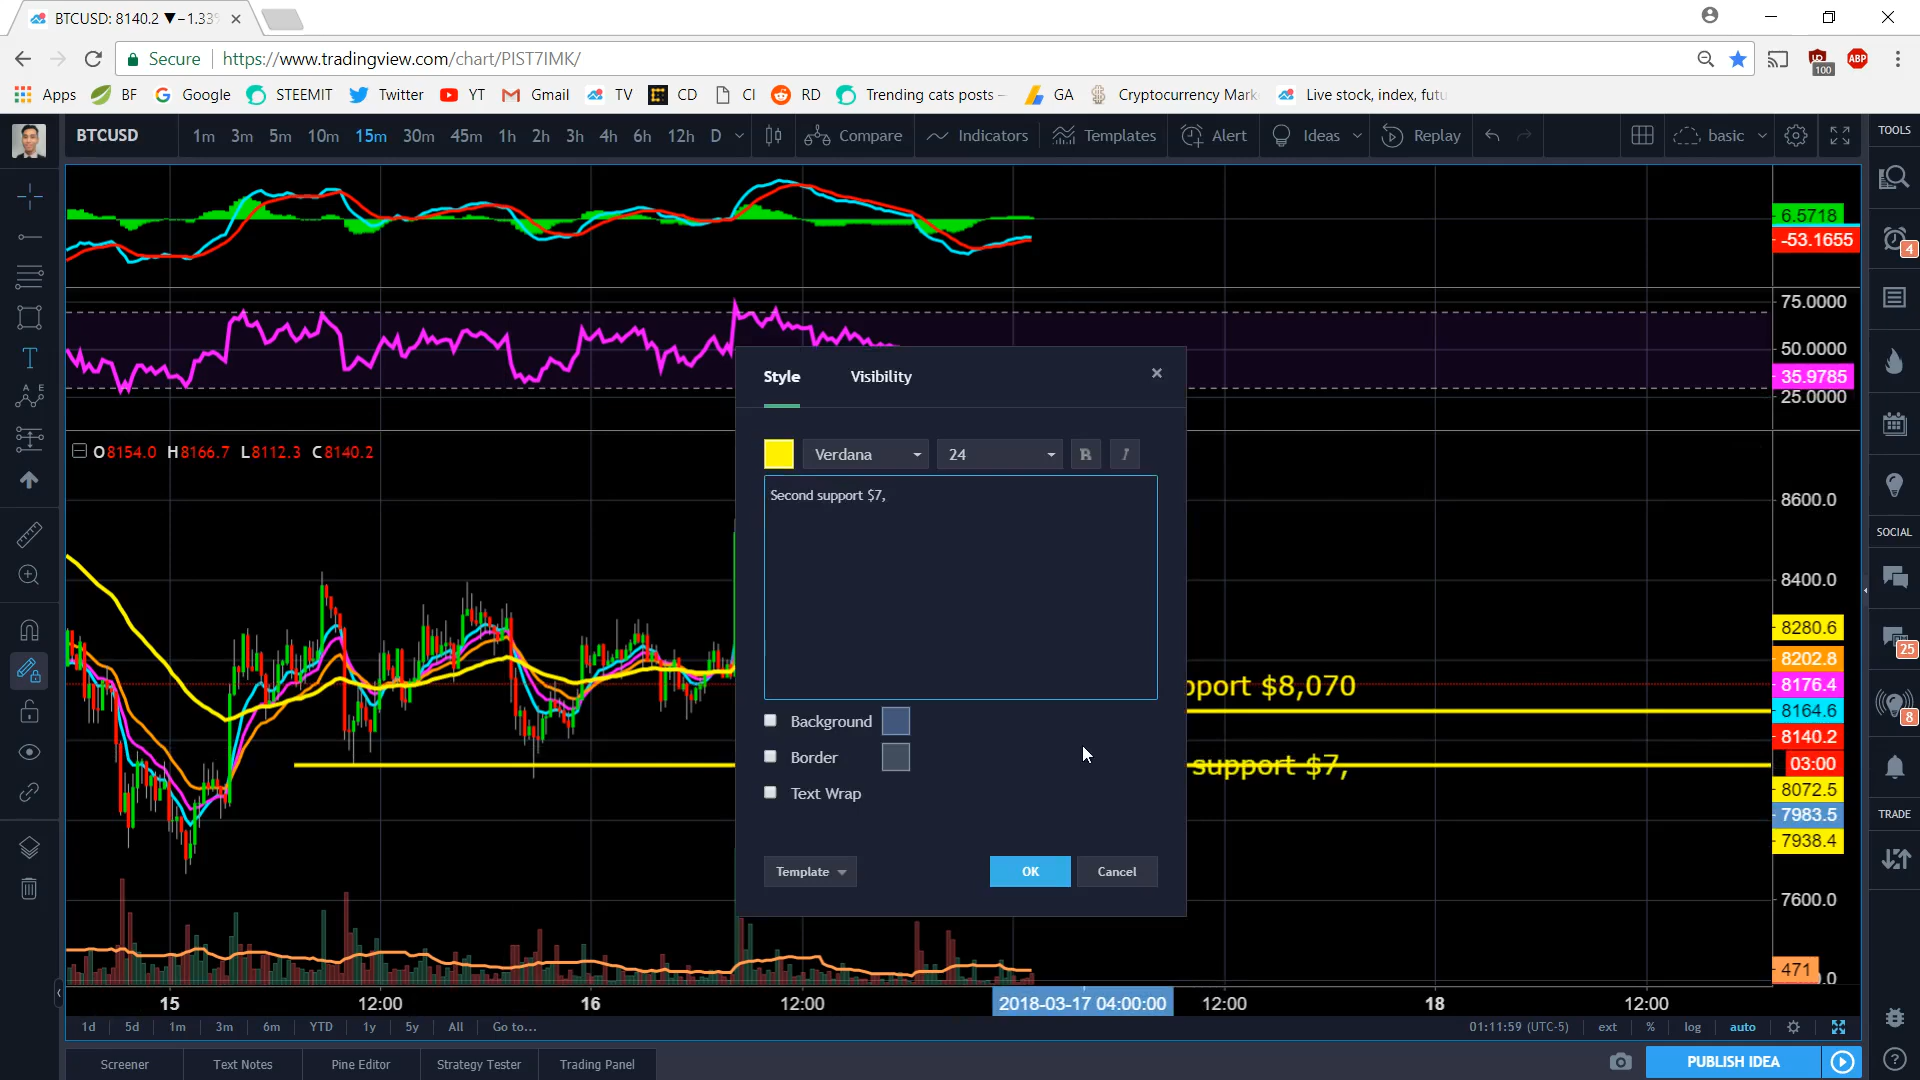 BTCUSD: 8140.2 ▼−1.33%
Secure https://www.tradingview.com/chart/PIST7IMK/
100 ABP
Apps BF Google STEEMIT Twitter YT Gmail TV CD CI RD Trending cats posts – GA Cryptocurrency Mark Live stock, index, futu
BTCUSD 1m 3m 5m 10m 15m 30m 45m 1h 2h 3h 4h 6h 12h D Compare Indicators Templates Alert Ideas Replay basic
TOOLS
6.5718
-53.1655
4
75.0000
50.0000
35.9785
25.0000
Style Visibility
O8154.0 H8166.7 L8112.3 C8140.2
Verdana 24 B I
Second support $7,
8600.0
SOCIAL
8400.0
8280.6
25
8202.8
pport $8,070
8176.4
8164.6
8
Background
8140.2
Border
support $7,
03:00
8072.5
Text Wrap
7983.5
TRADE
7938.4
Template OK Cancel
7600.0
471
.0
15 12:00 16 12:00 2018-03-17 04:00:00 12:00 18 12:00
1d 5d 1m 3m 6m YTD 1y 5y All Go to... 01:11:59 (UTC-5) ext % log auto
Screener Text Notes Pine Editor Strategy Tester Trading Panel PUBLISH IDEA